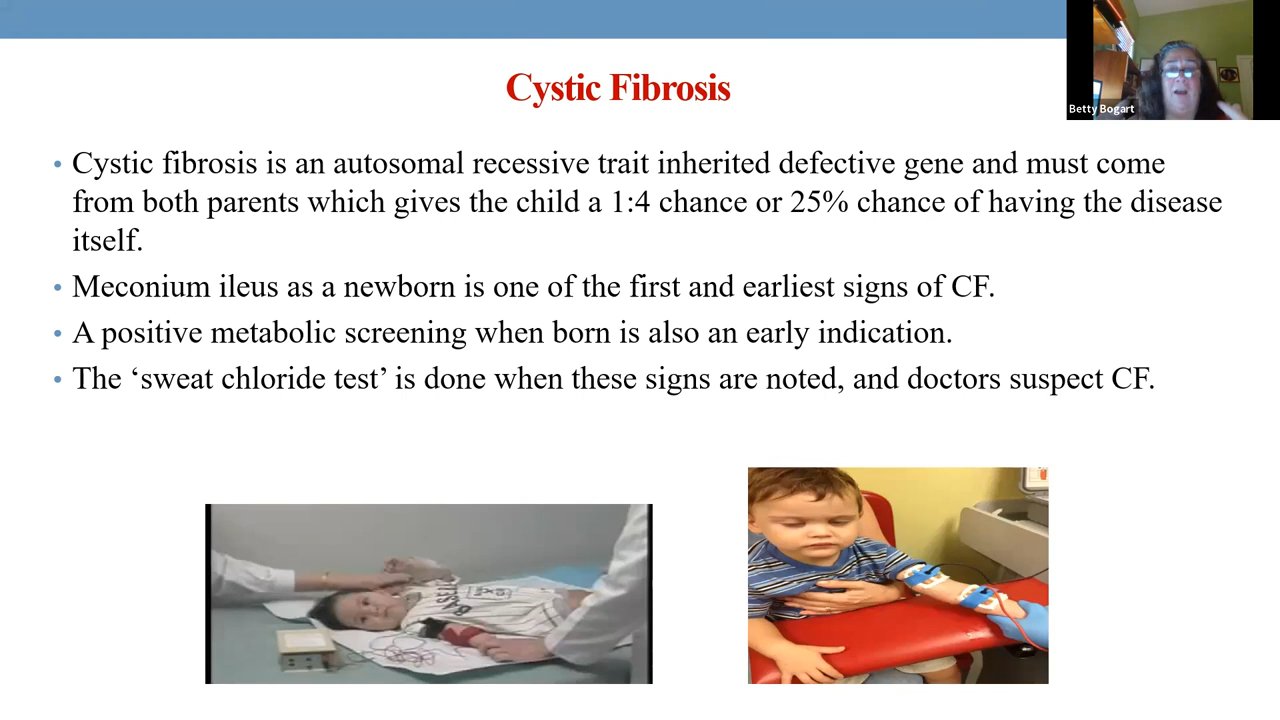 Cystic Fibrosis
Betty Bogart
• Cystic fibrosis is an autosomal recessive trait inherited defective gene and must come
from both parents which gives the child a 1:4 chance or 25% chance of having the disease
itself.
• Meconium ileus as a newborn is one of the first and earliest signs of CF.
• A positive metabolic screening when born is also an early indication.
• The ‘sweat chloride test’ is done when these signs are noted, and doctors suspect CF.